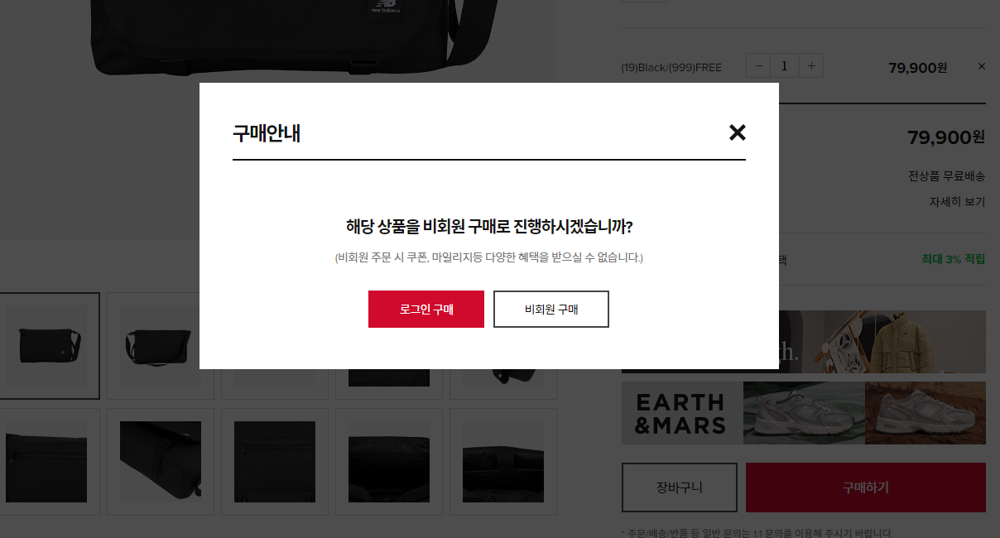 new balance
(19)Black/(999)FREE
1
79,900원
79,900원
전상품 무료배송
자세히 보기
택
최대 3% 적립
구매안내
해당 상품을 비회원 구매로 진행하시겠습니까?
(비회원 주문 시 쿠폰, 마일리지등 다양한 혜택을 받으실 수 없습니다.)
로그인 구매
비회원 구매
gh.
EARTH
&MARS
장바구니
구매하기
* 주문/배송/반품 등 일반 문의는 1:1 문의를 이용해 주시기 바랍니다.